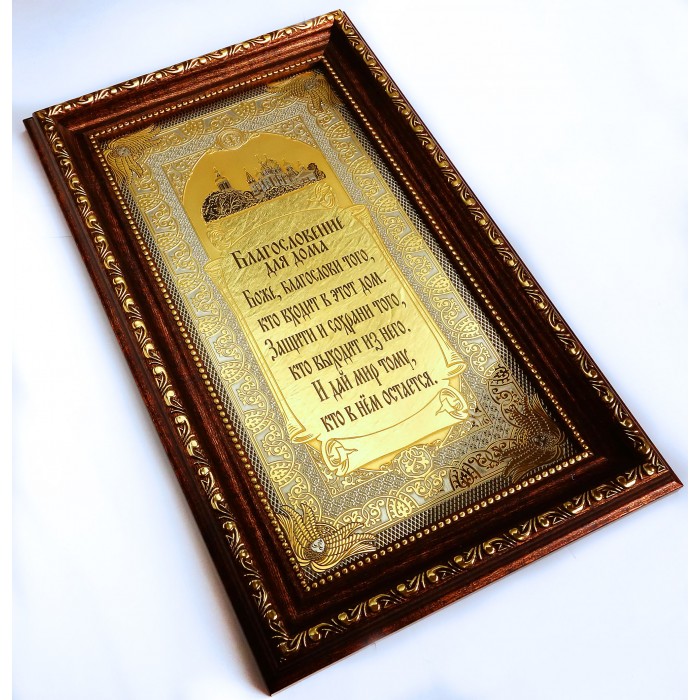 Благословение
для дома
Боже, благослови того,
кто входит в этот дом.
Защити и сохрани того,
кто выходит из него.
И дай мир тому,
кто в нём остаётся.